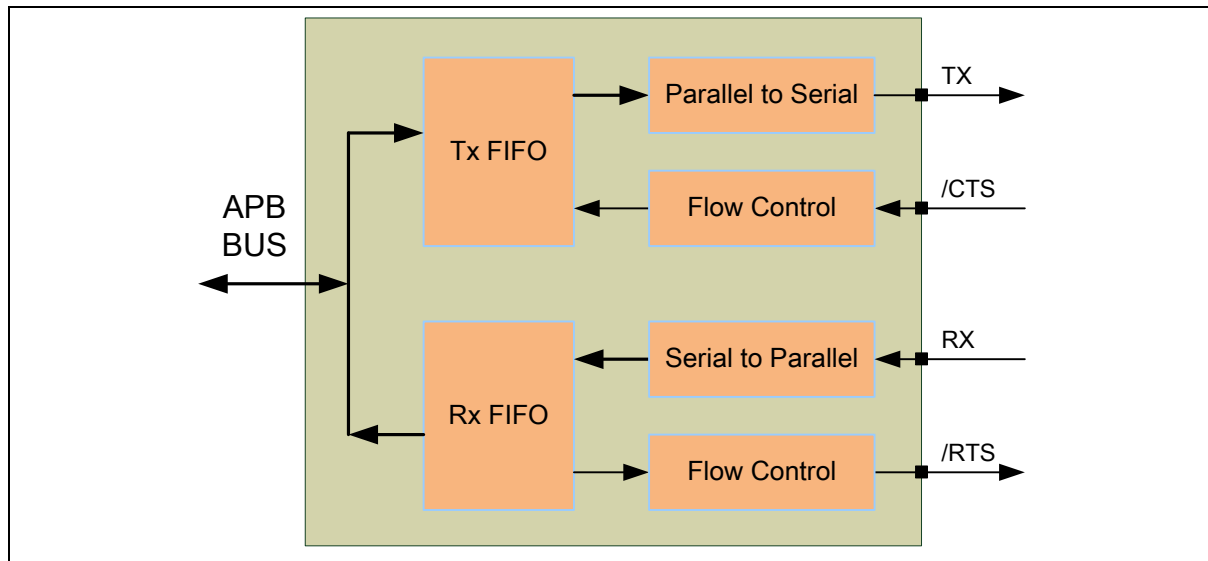 APB
BUS
Tx FIFO
Parallel to Serial
TX
Flow Control
/CTS
Rx FIFO
Serial to Parallel
RX
Flow Control
/RTS